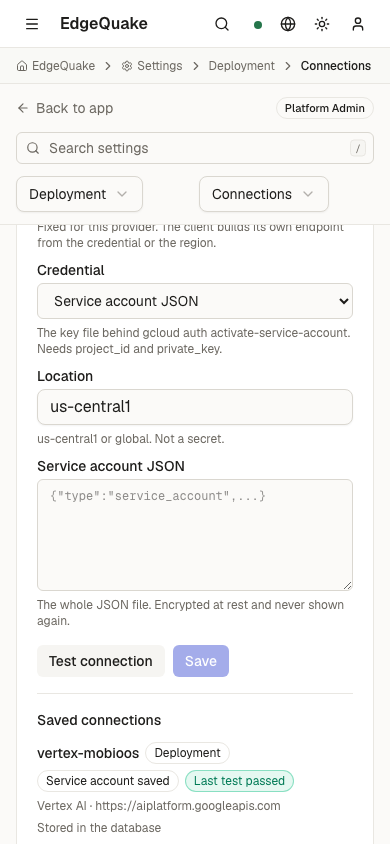 EdgeQuake
EdgeQuake > Settings > Deployment > Connections
Back to app
Platform Admin
Search settings
/
Deployment
Connections
Fixed for this provider. The client builds its own endpoint
from the credential or the region.
Credential
Service account JSON
The key file behind gcloud auth activate-service-account.
Needs project_id and private_key.
Location
us-central1
us-central1 or global. Not a secret.
Service account JSON
{"type":"service_account",...}
The whole JSON file. Encrypted at rest and never shown
again.
Test connection
Save
Saved connections
vertex-mobioos
Deployment
Service account saved
Last test passed
Vertex AI · https://aiplatform.googleapis.com
Stored in the database